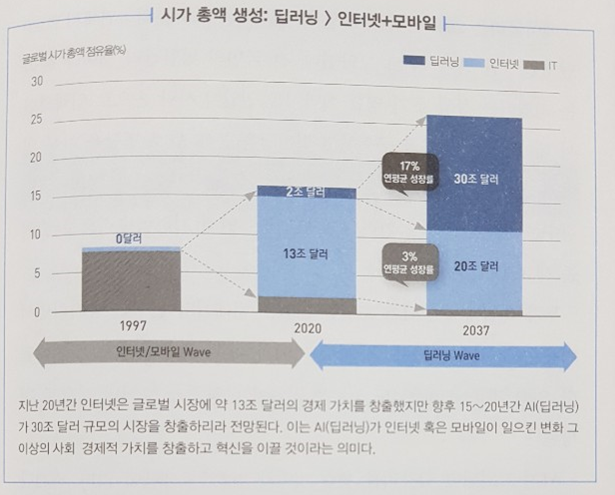 시가 총액 생성: 딥러닝 > 인터넷+모바일
글로벌 시가 총액 점유율(%)
딥러닝 인터넷 IT
30
25
20
15
10
5
0
0달러
2조 달러
13조 달러
17%
연평균 성장률
30조 달러
3%
연평균 성장률
20조 달러
1997 2020 2037
인터넷/모바일 Wave 딥러닝 Wave
지난 20년간 인터넷은 글로벌 시장에 약 13조 달러의 경제 가치를 창출했지만 향후 15~20년간 AI(딥러닝)
가 30조 달러 규모의 시장을 창출하리라 전망된다. 이는 AI(딥러닝)가 인터넷 혹은 모바일이 일으킨 변화 그
이상의 사회 경제적 가치를 창출하고 혁신을 이끌 것이라는 의미다.